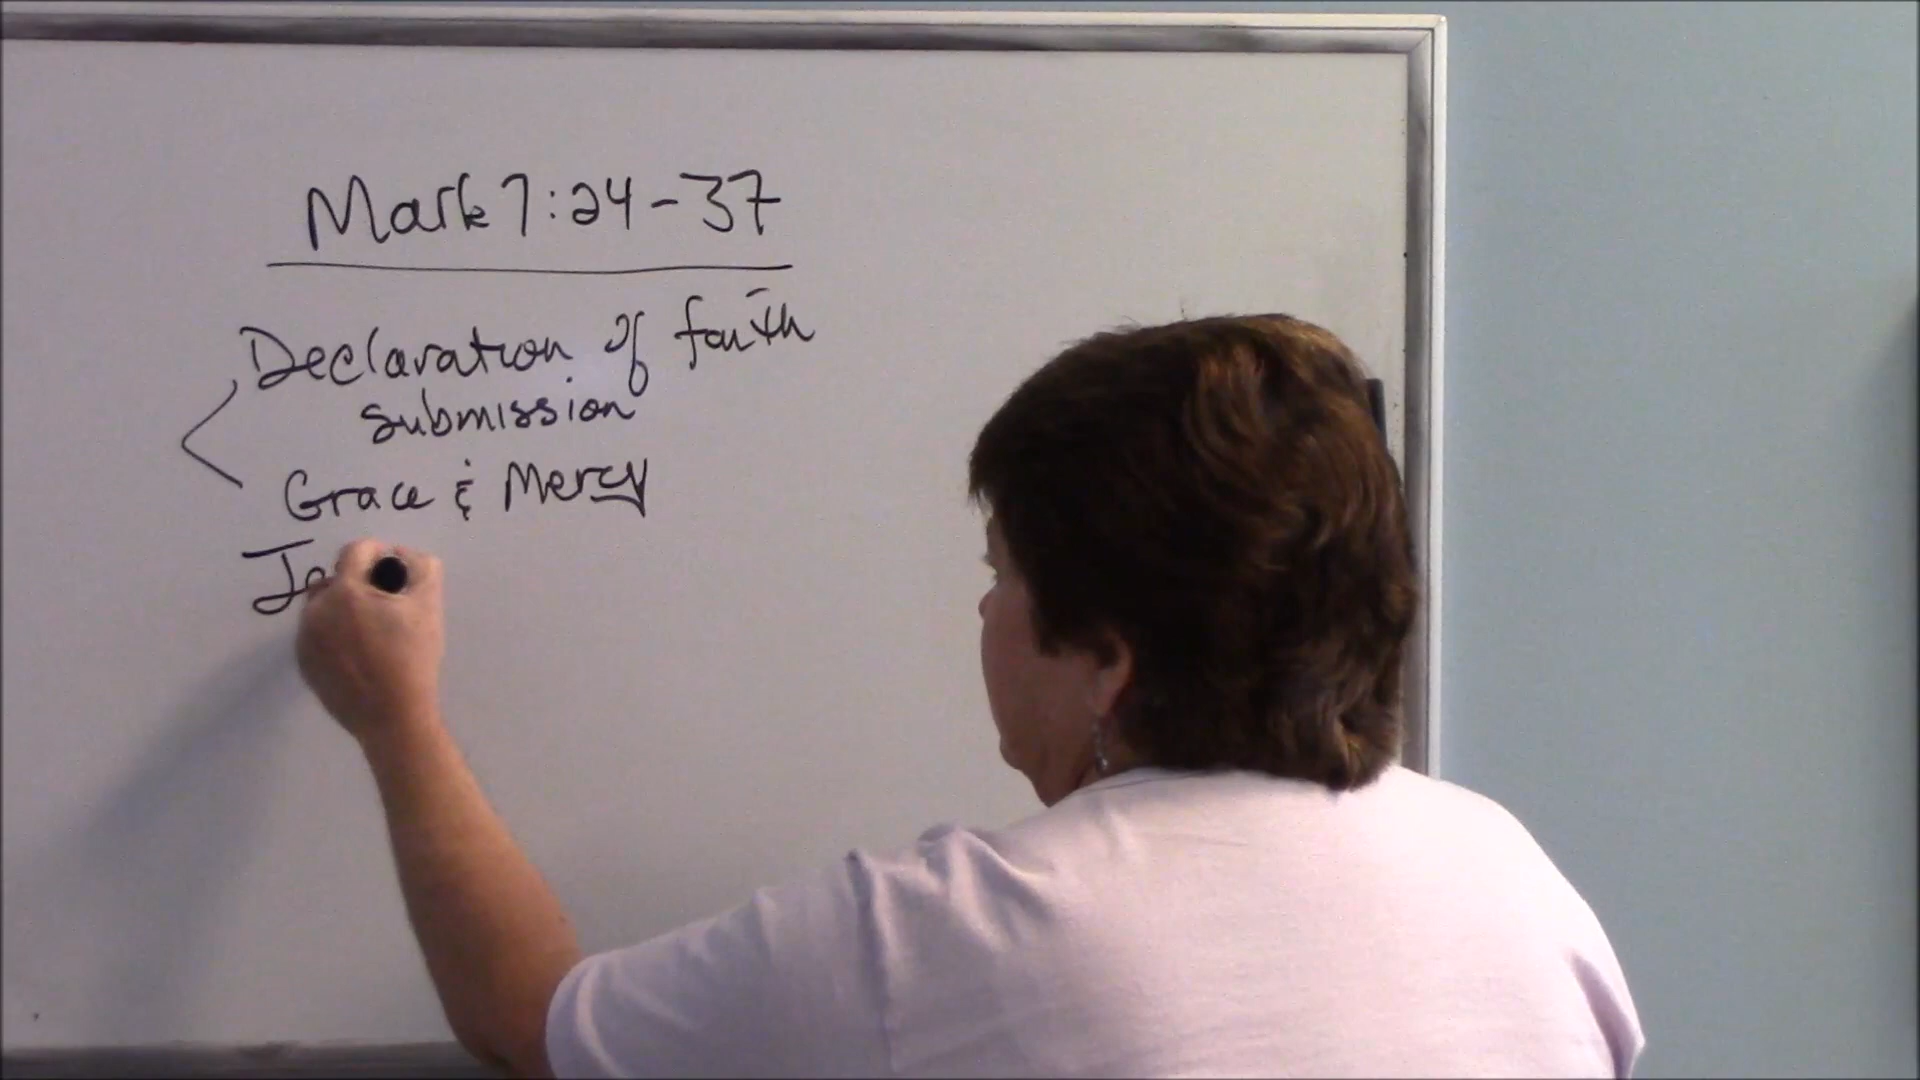 Mark 7:24-37
Declaration of faith
submission
Grace & Mercy